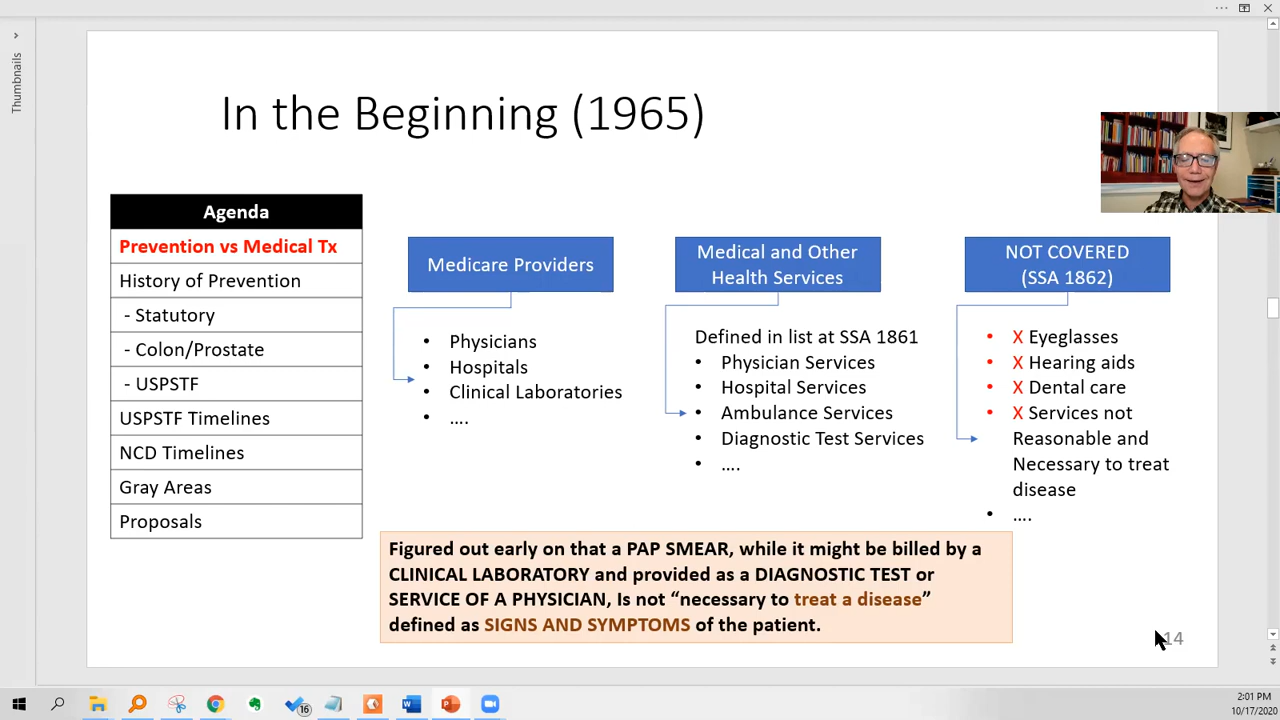 Thumbnails
In the Beginning (1965)
Agenda
Prevention vs Medical Tx
History of Prevention
- Statutory
- Colon/Prostate
- USPSTF
USPSTF Timelines
NCD Timelines
Gray Areas
Proposals
Medicare Providers
• Physicians
• Hospitals
• Clinical Laboratories
• ....
Medical and Other
Health Services
Defined in list at SSA 1861
• Physician Services
• Hospital Services
• Ambulance Services
• Diagnostic Test Services
• ....
NOT COVERED
(SSA 1862)
• X Eyeglasses
• X Hearing aids
• X Dental care
• X Services not
Reasonable and
Necessary to treat
disease
• ....
Figured out early on that a PAP SMEAR, while it might be billed by a
CLINICAL LABORATORY and provided as a DIAGNOSTIC TEST or
SERVICE OF A PHYSICIAN, Is not “necessary to treat a disease”
defined as SIGNS AND SYMPTOMS of the patient.
14
16
2:01 PM
10/17/2020